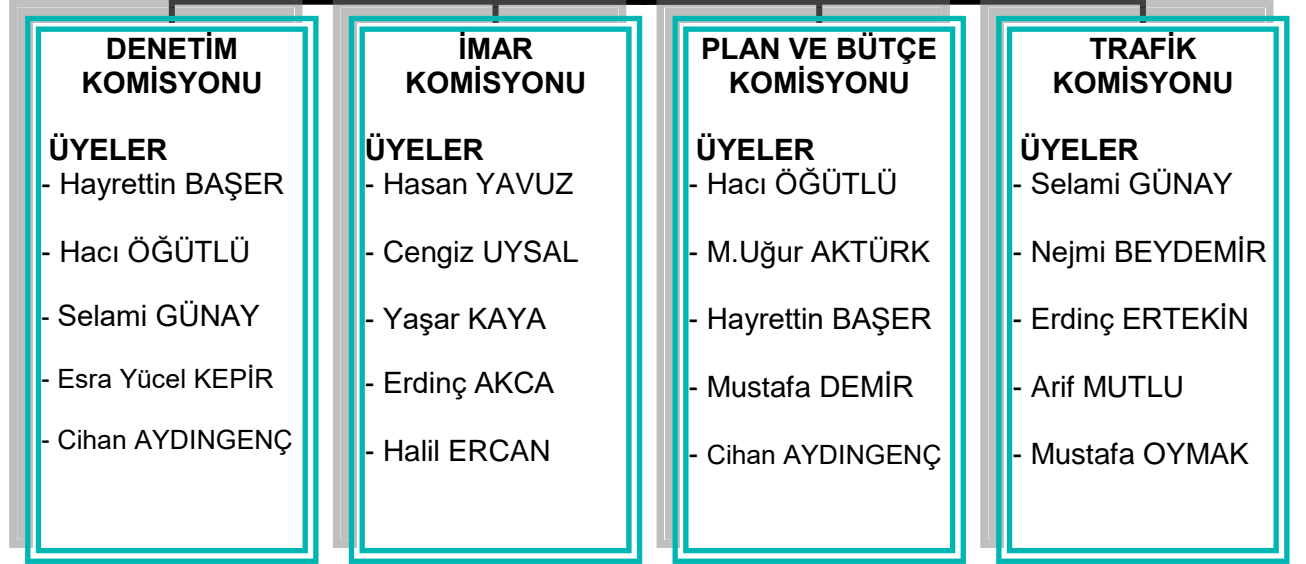 DENETİM
KOMİSYONU
ÜYELER
- Hayrettin BAŞER
- Hacı ÖĞÜTLÜ
- Selami GÜNAY
- Esra Yücel KEPİR
- Cihan AYDINGENÇ
İMAR
KOMİSYONU
ÜYELER
- Hasan YAVUZ
- Cengiz UYSAL
- Yaşar KAYA
- Erdinç AKCA
- Halil ERCAN
PLAN VE BÜTÇE
KOMİSYONU
ÜYELER
- Hacı ÖĞÜTLÜ
- M.Uğur AKTÜRK
- Hayrettin BAŞER
- Mustafa DEMİR
- Cihan AYDINGENÇ
TRAFİK
KOMİSYONU
ÜYELER
- Selami GÜNAY
- Nejmi BEYDEMİR
- Erdinç ERTEKİN
- Arif MUTLU
- Mustafa OYMAK